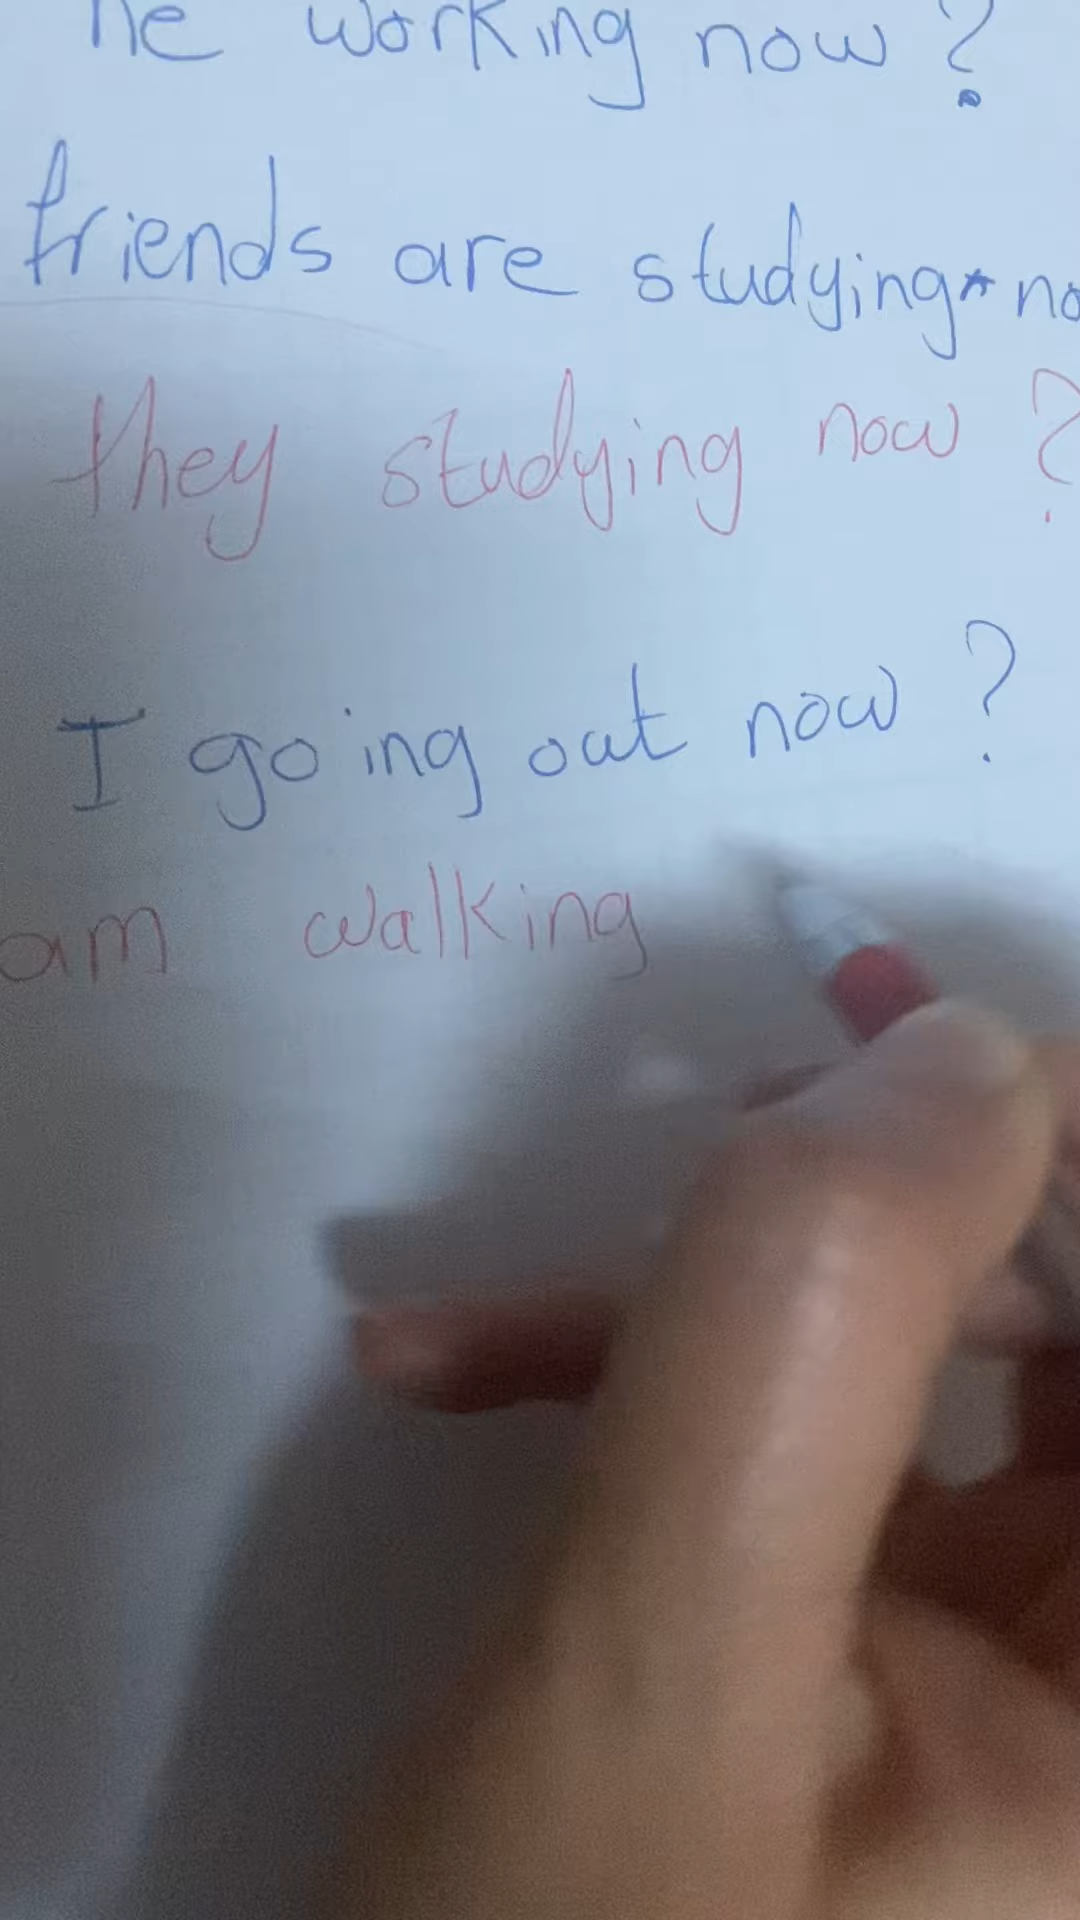 he working now?
friends are studying* no
they studying now?
I going out now?
am walking